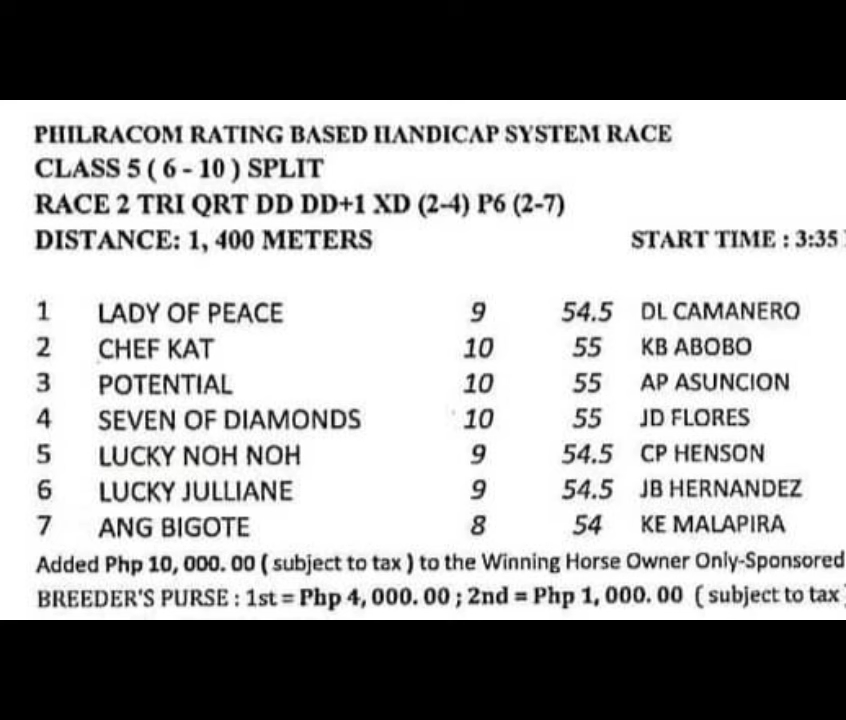 PHILRACOM RATING BASED HANDICAP SYSTEM RACE
CLASS 5 ( 6 - 10 ) SPLIT
RACE 2 TRI QRT DD DD+1 XD (2-4) P6 (2-7)
DISTANCE: 1, 400 METERS START TIME : 3:35
1 LADY OF PEACE 9 54.5 DL CAMANERO
2 CHEF KAT 10 55 KB ABOBO
3 POTENTIAL 10 55 AP ASUNCION
4 SEVEN OF DIAMONDS 10 55 JD FLORES
5 LUCKY NOH NOH 9 54.5 CP HENSON
6 LUCKY JULLIANE 9 54.5 JB HERNANDEZ
7 ANG BIGOTE 8 54 KE MALAPIRA
Added Php 10, 000. 00 ( subject to tax ) to the Winning Horse Owner Only-Sponsored
BREEDER'S PURSE : 1st = Php 4, 000. 00 ; 2nd = Php 1, 000. 00 ( subject to tax